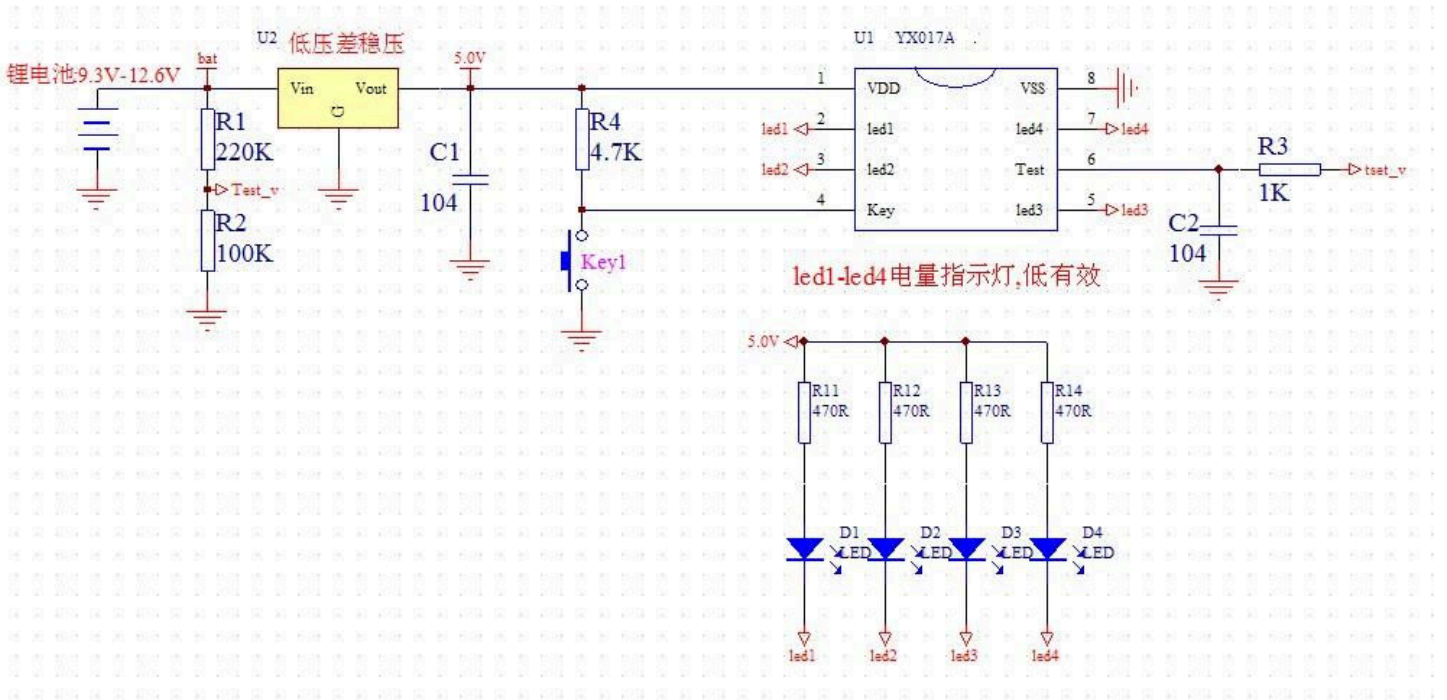 U2 低压差稳压
锂电池9.3V-12.6V
bat
Vin
Vout
G
5.0V
R1
220K
Test_v
R2
100K
C1
104
R4
4.7K
Key1
U1 YX017A .
1
VDD
VSS
8
led1
2
led1
led4
7
led4
led2
3
led2
Test
6
4
Key
led3
5
led3
R3
1K
tset_v
C2
104
led1-led4电量指示灯,低有效
5.0V
R11
470R
R12
470R
R13
470R
R14
470R
D1
LED
D2
LED
D3
LED
D4
LED
led1
led2
led3
led4